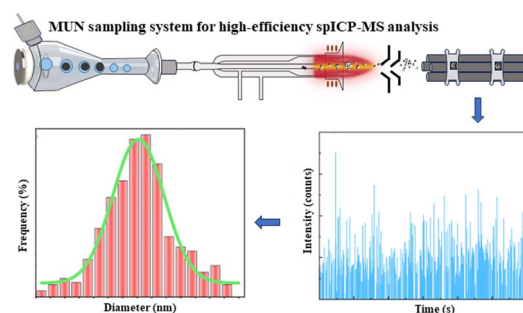 MUN sampling system for high-efficiency spICP-MS analysis
Frequency (%)
Diameter (nm)
Intensity (counts)
Time (s)